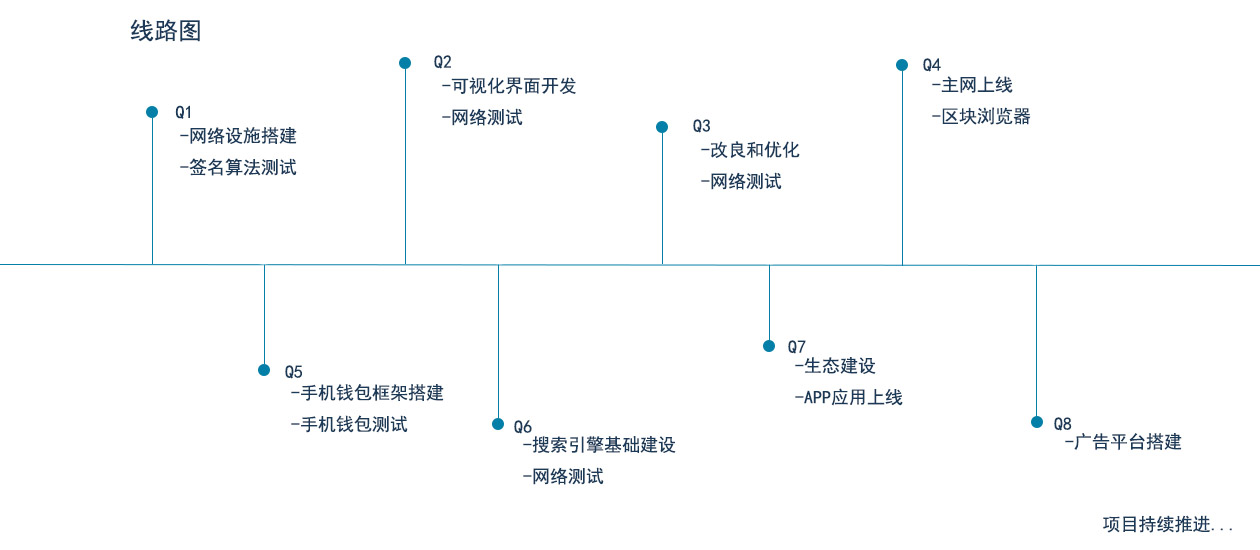 线路图
Q1
-网络设施搭建
-签名算法测试
Q2
-可视化界面开发
-网络测试
Q3
-改良和优化
-网络测试
Q4
-主网上线
-区块浏览器
Q5
-手机钱包框架搭建
-手机钱包测试
Q6
-搜索引擎基础建设
-网络测试
Q7
-生态建设
-APP应用上线
Q8
-广告平台搭建
项目持续推进...